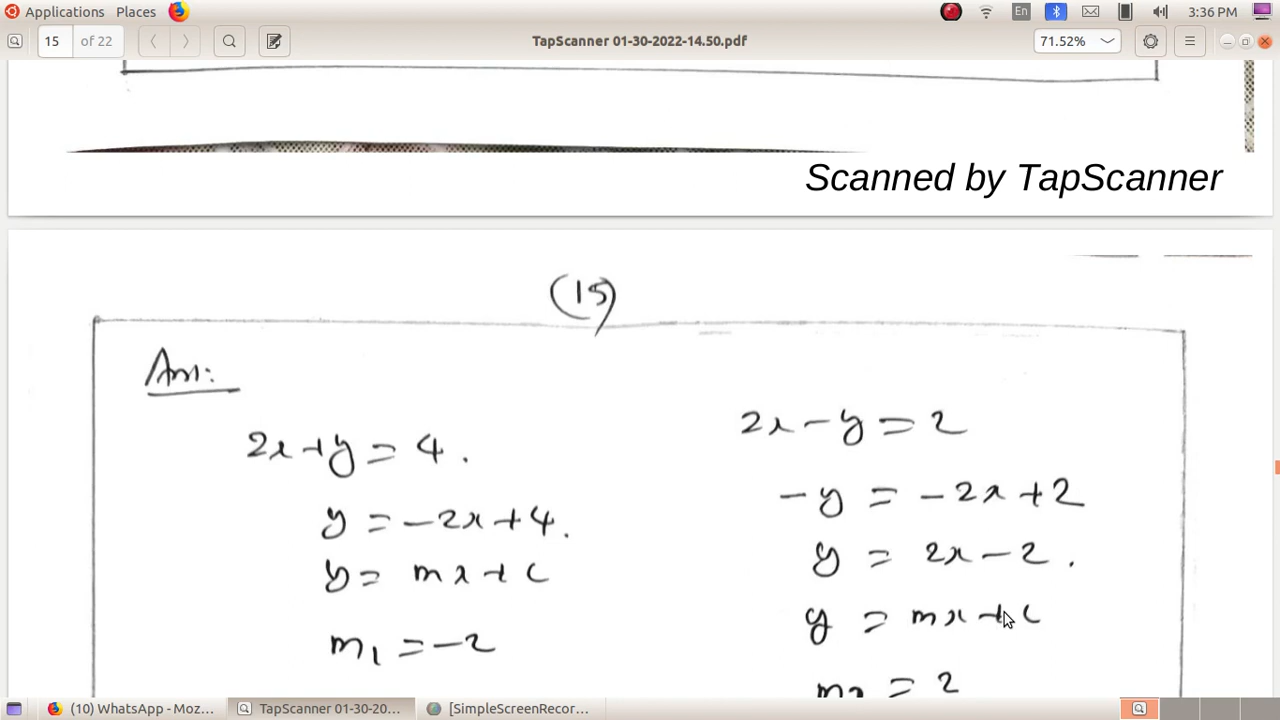 Applications Places En 3:36 PM
15 of 22 TapScanner 01-30-2022-14.50.pdf 71.52%
Scanned by TapScanner
(15)
Ans:
2x+y=4.
y=-2x+4.
y=mx+c
m1=-2
2x-y=2
-y=-2x+2
y=2x-2.
y=mx+c
m2=2
(10) WhatsApp - Moz... TapScanner 01-30-20... [SimpleScreenRecor...